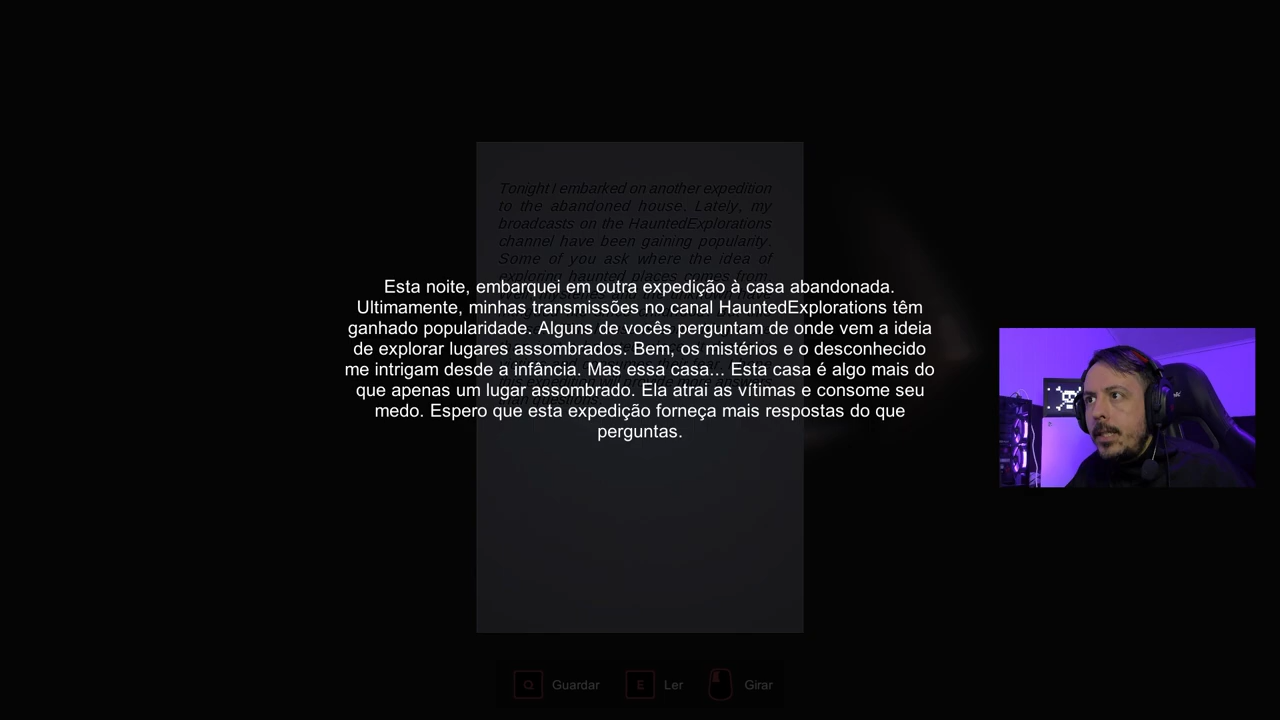 Tonight I embarked on another expedition
to the abandoned house. Lately, my
broadcasts on the HauntedExplorations
channel have been gaining popularity.
Some of you ask where the idea of
exploring haunted places comes from.
Esta noite, embarquei em outra expedição à casa abandonada.
Ultimamente, minhas transmissões no canal HauntedExplorations têm
ganhado popularidade. Alguns de vocês perguntam de onde vem a ideia
de explorar lugares assombrados. Bem, os mistérios e o desconhecido
me intrigam desde a infância. Mas essa casa... Esta casa é algo mais do
que apenas um lugar assombrado. Ela atrai as vítimas e consome seu
medo. Espero que esta expedição forneça mais respostas do que
perguntas.
Q Guardar E Ler Girar